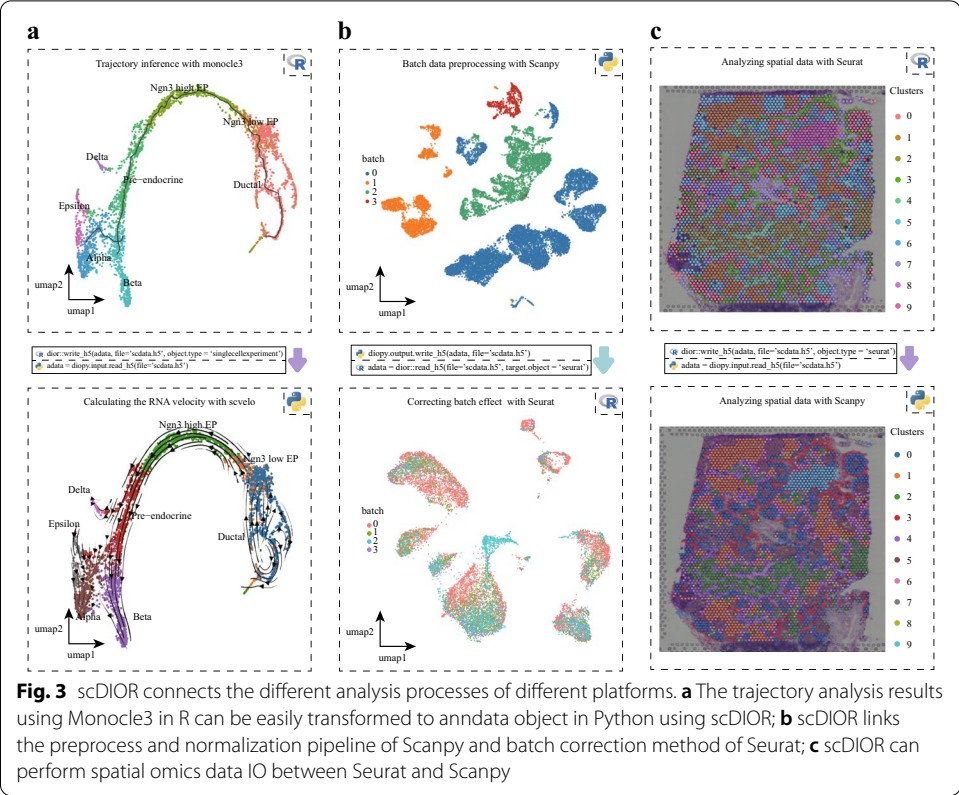 a
Trajectory inference with monocle3
R
Ngn3 high EP
Ngn3 low EP
Delta
Pre-endocrine
Ductal
Epsilon
Alpha
Beta
umap2
umap1
R dior::write_h5(adata, file='scdata.h5', object.type = 'singlecellexperiment')
adata = diopy.input.read_h5(file='scdata.h5')
Calculating the RNA velocity with scvelo
Ngn3 high EP
Ngn3 low EP
Delta
Pre-endocrine
Epsilon
Ductal
Alpha
Beta
umap2
umap1
b
Batch data preprocessing with Scanpy
batch
0
1
2
3
umap2
umap1
diopy.output.write_h5(adata, file='scdata.h5')
R adata = dior::read_h5(file='scdata.h5', target.object = 'seurat')
Correcting batch effect with Seurat
R
batch
0
1
2
3
umap2
umap1
c
Analyzing spatial data with Seurat
R
Clusters
0
1
2
3
4
5
6
7
8
9
R dior::write_h5(adata, file='scdata.h5', object.type = 'seurat')
adata = diopy.input.read_h5(file='scdata.h5')
Analyzing spatial data with Scanpy
Clusters
0
1
2
3
4
5
6
7
8
9
Fig. 3 scDIOR connects the different analysis processes of different platforms. a The trajectory analysis results
using Monocle3 in R can be easily transformed to anndata object in Python using scDIOR; b scDIOR links
the preprocess and normalization pipeline of Scanpy and batch correction method of Seurat; c scDIOR can
perform spatial omics data IO between Seurat and Scanpy